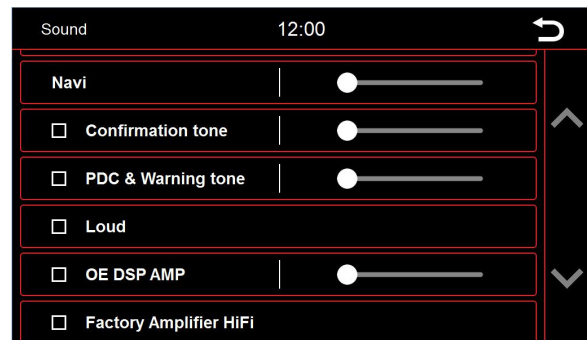 Sound 12:00
Navi
Confirmation tone
PDC & Warning tone
Loud
OE DSP AMP
Factory Amplifier HiFi